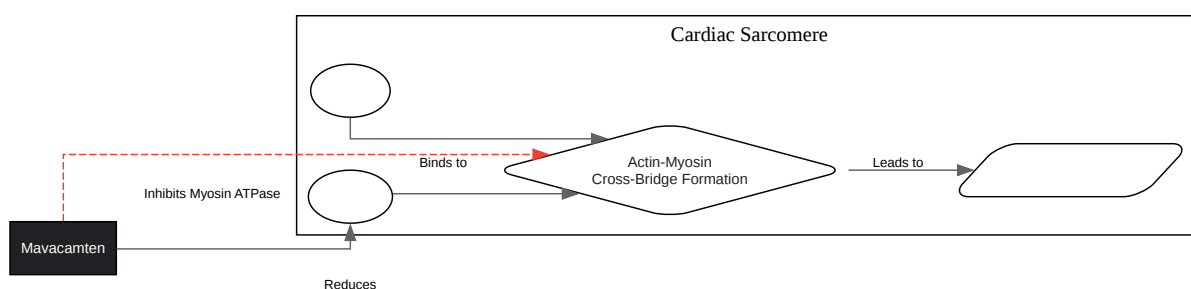 Cardiac Sarcomere
Binds to
Actin-Myosin
Cross-Bridge Formation
Leads to
Inhibits Myosin ATPase
Mavacamten
Reduces